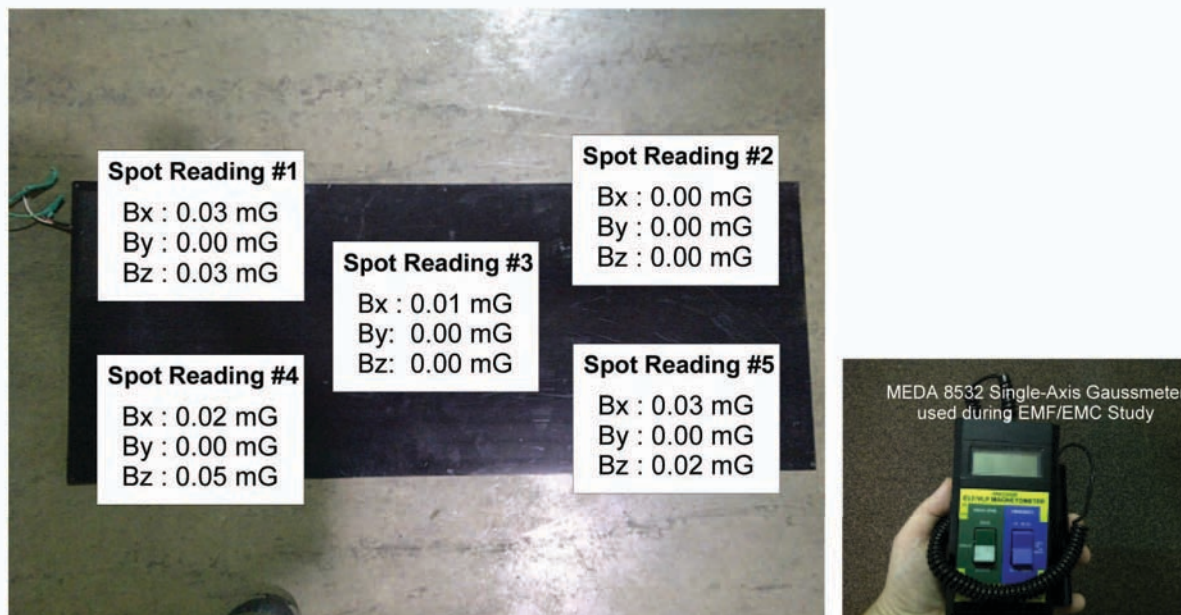 Spot Reading #1
Bx : 0.03 mG
By : 0.00 mG
Bz : 0.03 mG
Spot Reading #2
Bx : 0.00 mG
By : 0.00 mG
Bz : 0.00 mG
Spot Reading #3
Bx : 0.01 mG
By: 0.00 mG
Bz: 0.00 mG
Spot Reading #4
Bx : 0.02 mG
By : 0.00 mG
Bz : 0.05 mG
Spot Reading #5
Bx : 0.03 mG
By : 0.00 mG
Bz : 0.02 mG
MEDA 8532 Single-Axis Gaussmeter
used during EMF/EMC Study
ELF/VLF MAGNETOMETER